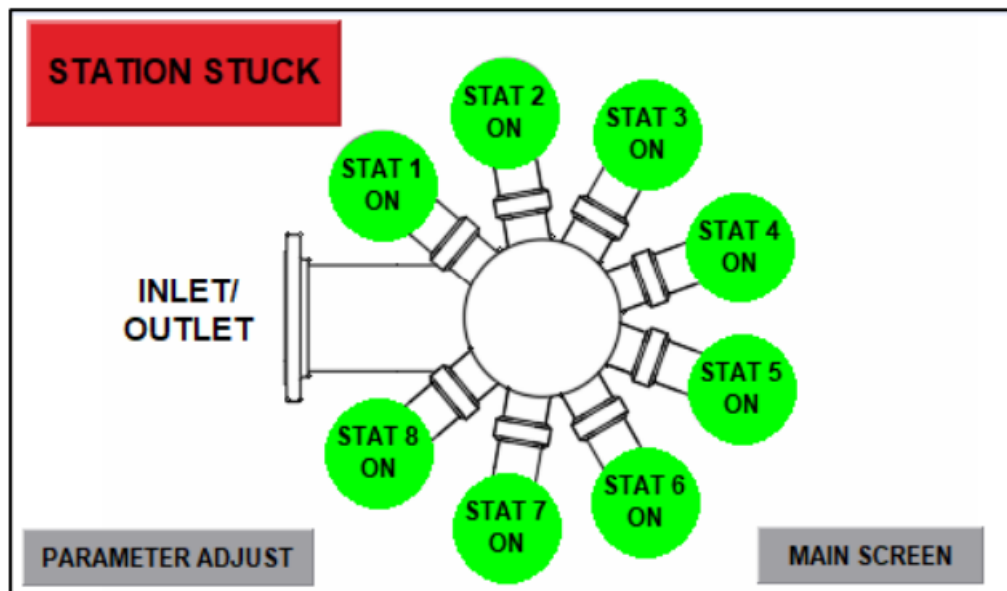 STATION STUCK
STAT 1
ON
STAT 2
ON
STAT 3
ON
STAT 4
ON
STAT 5
ON
STAT 6
ON
STAT 7
ON
STAT 8
ON
INLET/
OUTLET
PARAMETER ADJUST
MAIN SCREEN